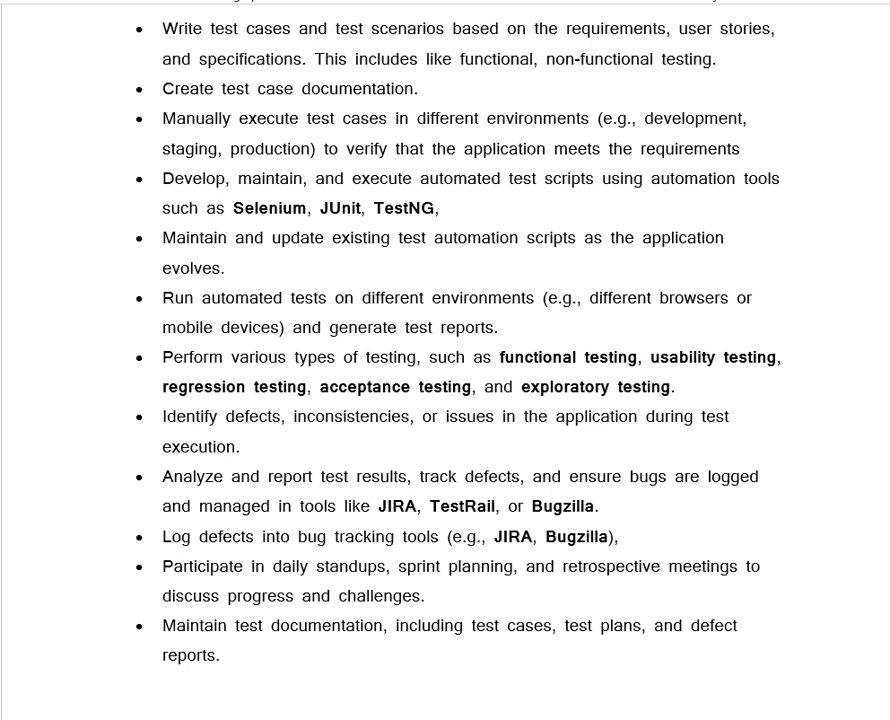 • Write test cases and test scenarios based on the requirements, user stories,
and specifications. This includes like functional, non-functional testing.
• Create test case documentation.
• Manually execute test cases in different environments (e.g., development,
staging, production) to verify that the application meets the requirements
• Develop, maintain, and execute automated test scripts using automation tools
such as Selenium, JUnit, TestNG,
• Maintain and update existing test automation scripts as the application
evolves.
• Run automated tests on different environments (e.g., different browsers or
mobile devices) and generate test reports.
• Perform various types of testing, such as functional testing, usability testing,
regression testing, acceptance testing, and exploratory testing.
• Identify defects, inconsistencies, or issues in the application during test
execution.
• Analyze and report test results, track defects, and ensure bugs are logged
and managed in tools like JIRA, TestRail, or Bugzilla.
• Log defects into bug tracking tools (e.g., JIRA, Bugzilla),
• Participate in daily standups, sprint planning, and retrospective meetings to
discuss progress and challenges.
• Maintain test documentation, including test cases, test plans, and defect
reports.